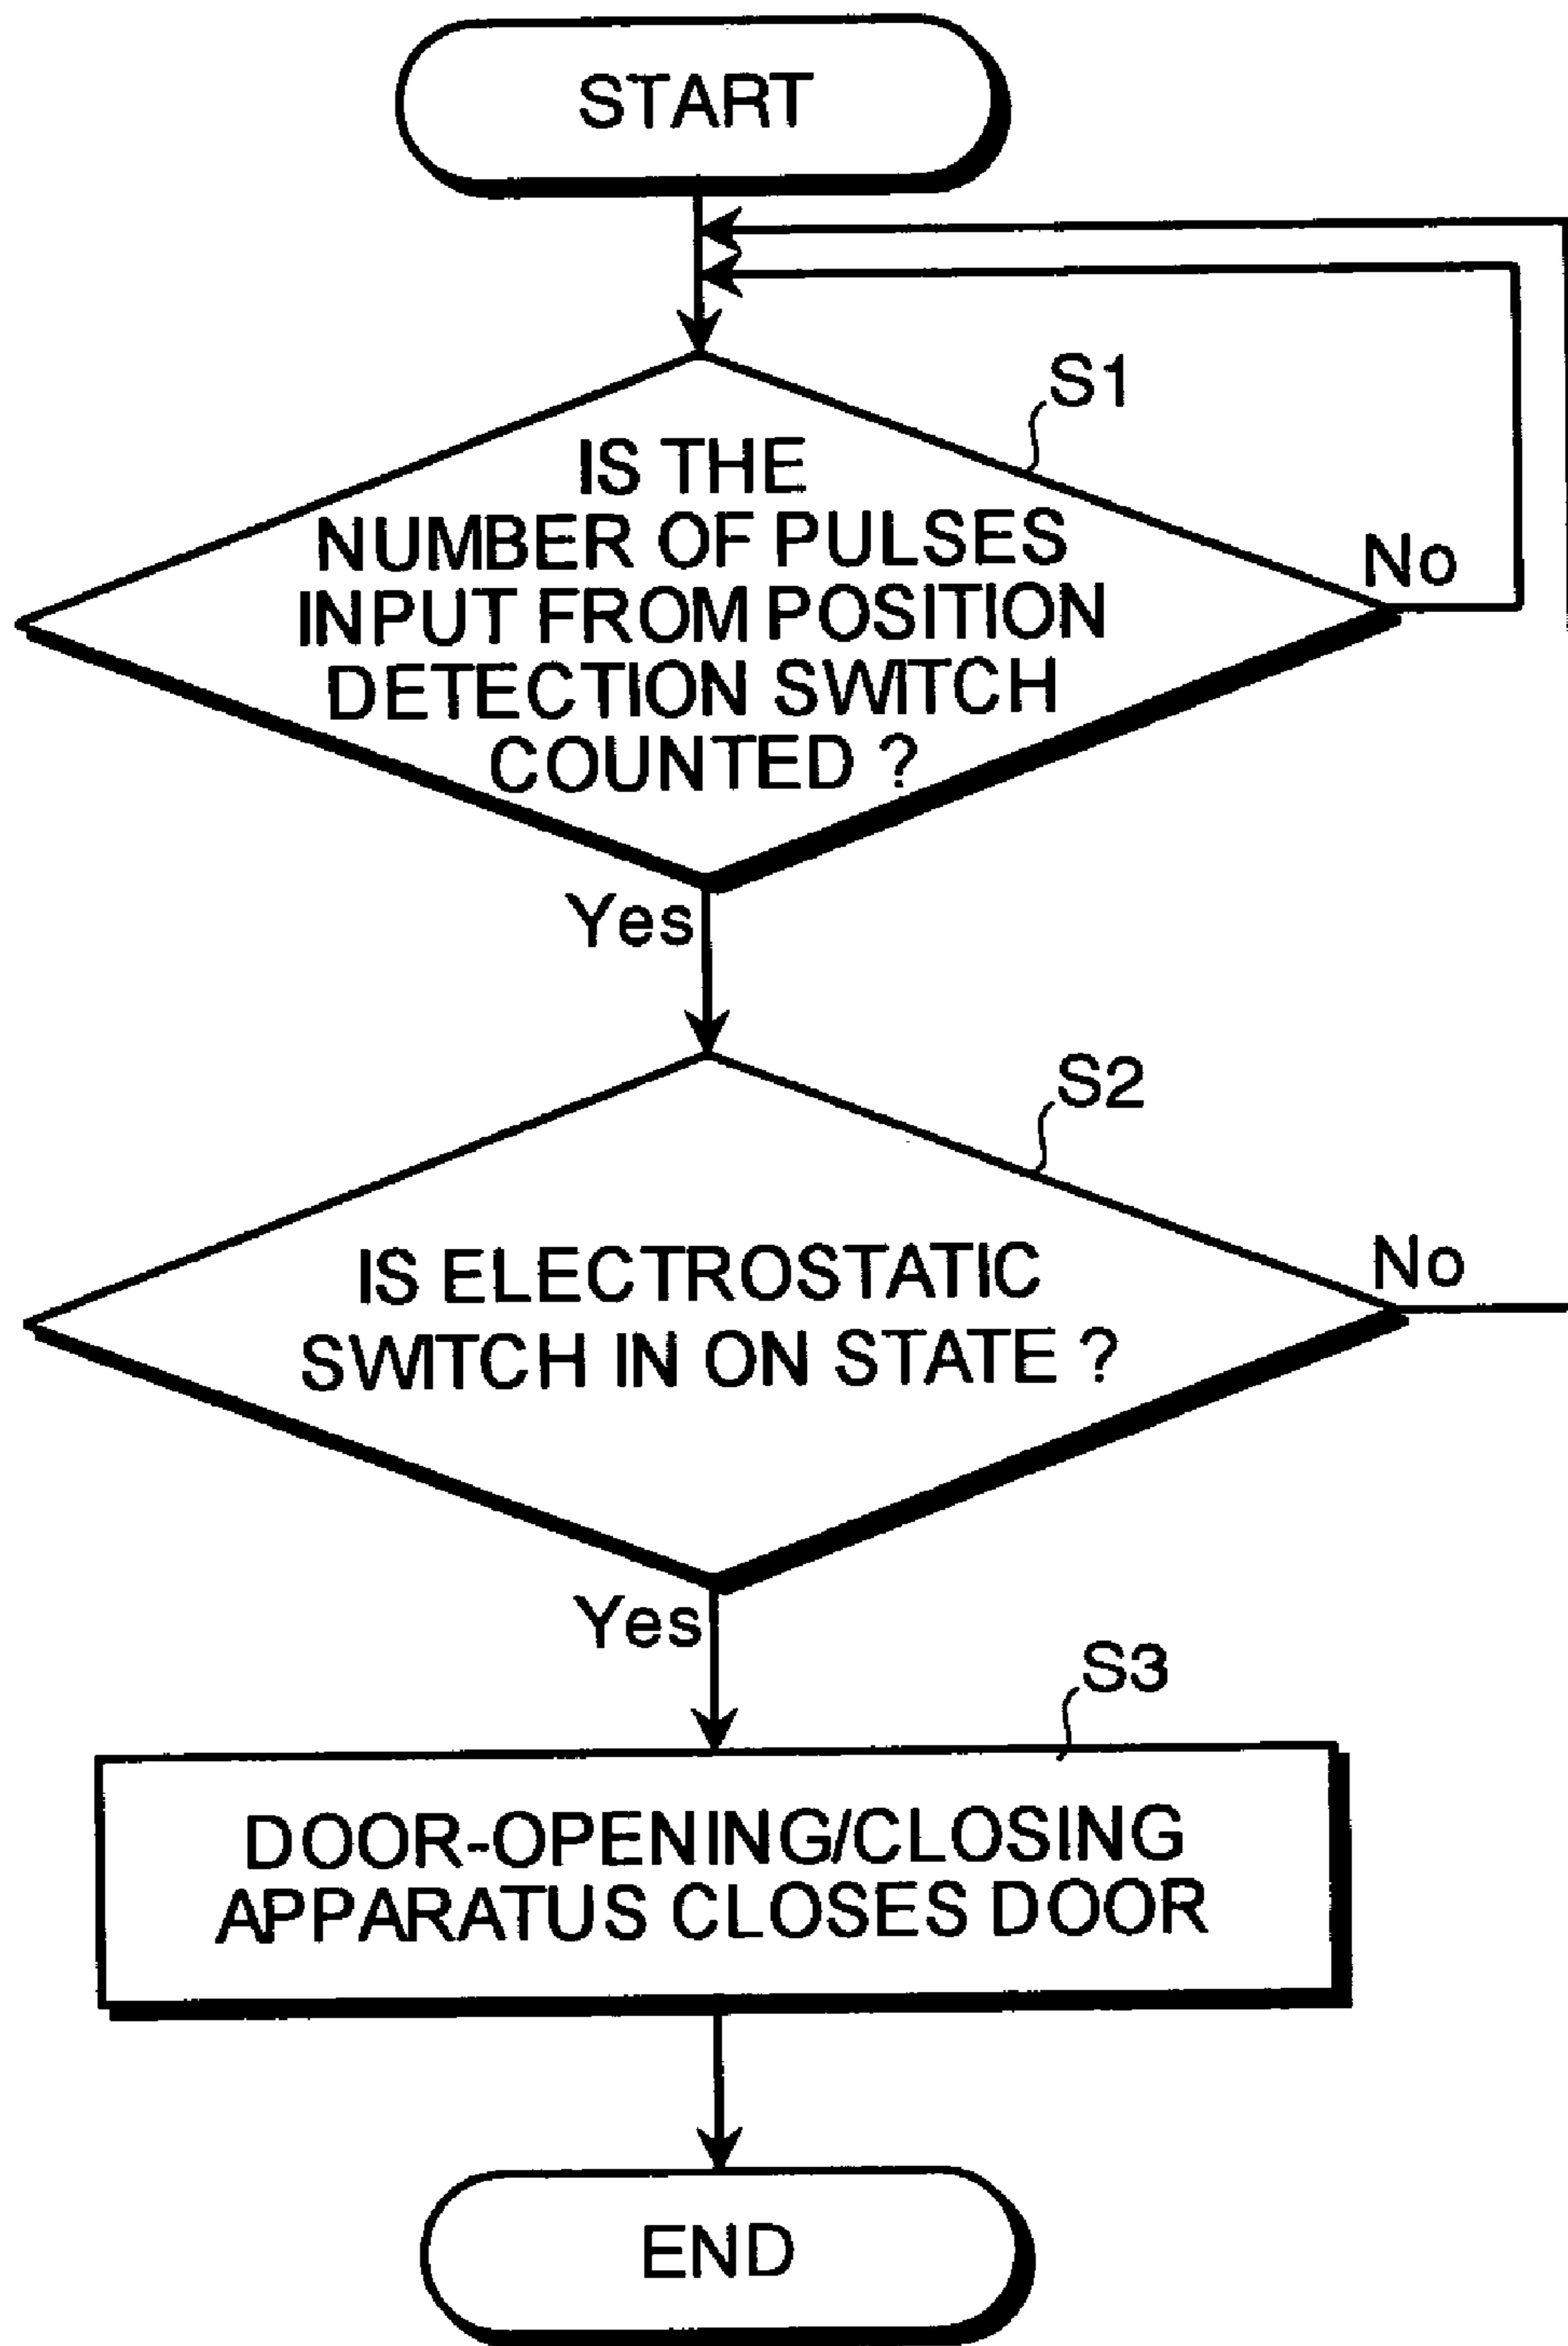 START
S1
IS THE
NUMBER OF PULSES
INPUT FROM POSITION
DETECTION SWITCH
COUNTED ?
No
Yes
S2
IS ELECTROSTATIC
SWITCH IN ON STATE ?
No
Yes
S3
DOOR-OPENING/CLOSING
APPARATUS CLOSES DOOR
END